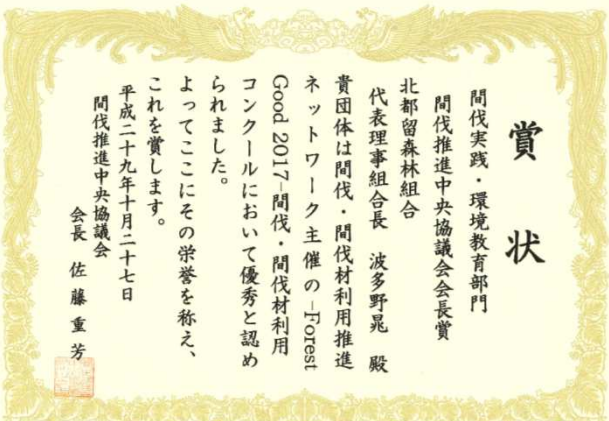 賞状
間伐実践・環境教育部門
間伐推進中央協議会会長賞
北都留森林組合
代表理事組合長 波多野晃 殿
貴団体は間伐・間伐材利用推進
ネットワーク主催の−Forest
Good 2017−間伐・間伐材利用
コンクールにおいて優秀と認め
られました。
よってここにその栄誉を称え、
これを賞します。
平成二十九年十月二十七日
間伐推進中央協議会
会長 佐藤重芳